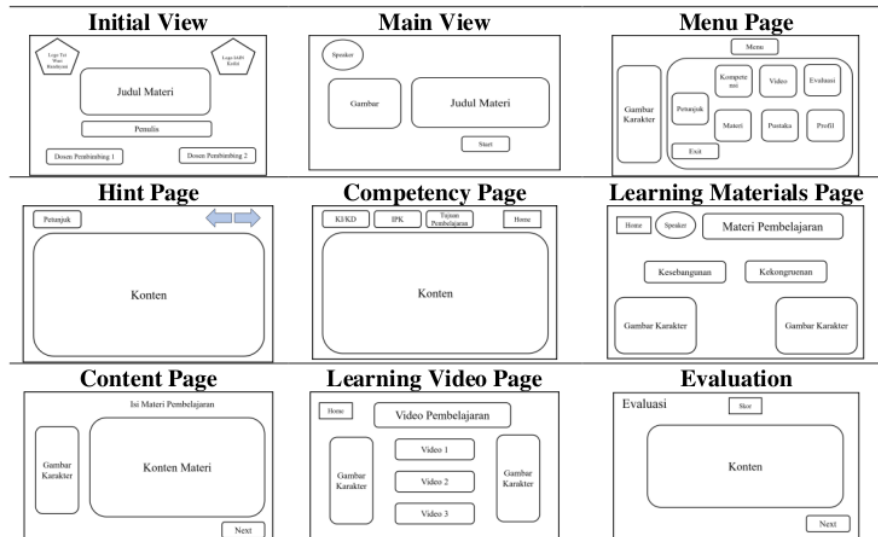 Initial View
Main View
Menu Page
Logo Tut
Wuri
Handayani
Judul Materi
Penulis
Dosen Pembimbing 1
Dosen Pembimbing 2
Speaker
Gambar
Judul Materi
Start
Menu
Gambar
Karakter
Kompete
nsi
Video
Evaluasi
Petunjuk
Materi
Pustaka
Profil
Exit
Hint Page
Competency Page
Learning Materials Page
Petunjuk
Konten
KI/KD
IPK
Tujuan
Pembelajaran
Home
Konten
Home
Speaker
Materi Pembelajaran
Kesebangunan
Kekongruenan
Gambar Karakter
Gambar Karakter
Content Page
Learning Video Page
Evaluation
Isi Materi Pembelajaran
Gambar
Karakter
Konten Materi
Next
Home
Video Pembelajaran
Gambar
Karakter
Video 1
Video 2
Video 3
Gambar
Karakter
Evaluasi
Skor
Konten
Next